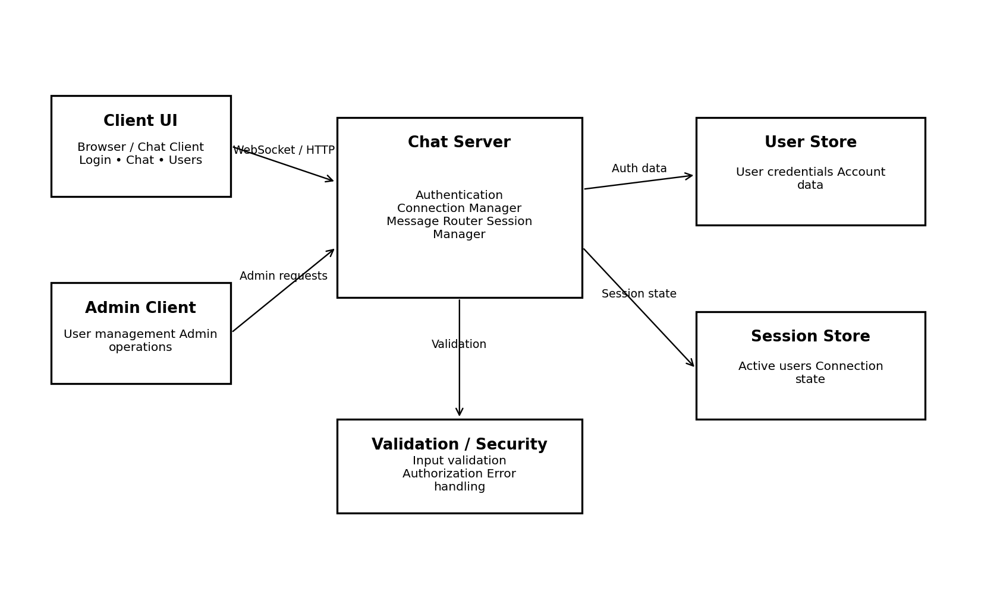 Client UI
Browser / Chat Client
Login • Chat • Users
WebSocket / HTTP
Chat Server
Authentication
Connection Manager
Message Router Session
Manager
Auth data
User Store
User credentials Account
data
Admin Client
User management Admin
operations
Admin requests
Session state
Session Store
Active users Connection
state
Validation
Validation / Security
Input validation
Authorization Error
handling